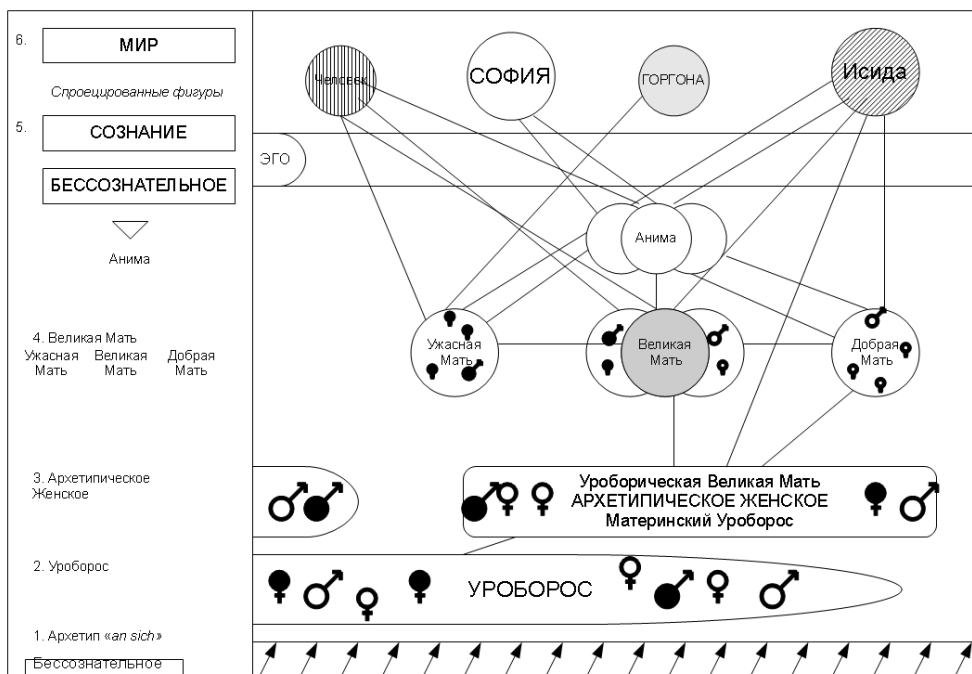 6.
МИР
Спроецированные фигуры
5.
СОЗНАНИЕ
БЕССОЗНАТЕЛЬНОЕ
Анима
4. Великая Мать
Ужасная Великая Добрая
Мать Мать Мать
3. Архетипическое
Женское
2. Уроборос
1. Архетип «an sich»
Бессознательное
Человек
СОФИЯ
ГОРГОНА
Исида
ЭГО
Анима
Ужасная
Мать
Великая
Мать
Добрая
Мать
Уроборическая Великая Мать
АРХЕТИПИЧЕСКОЕ ЖЕНСКОЕ
Материнский Уроборос
УРОБОРОС